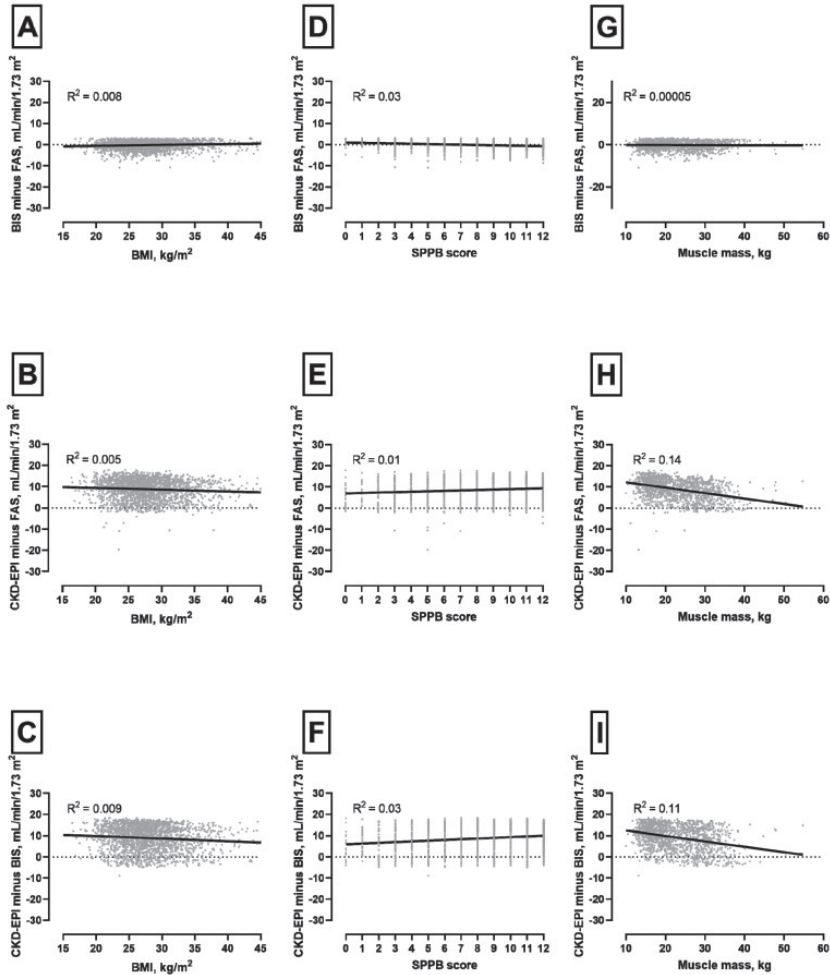 A
BIS minus FAS, mL/min/1.73 m²
R² = 0.008
30
20
10
0
-10
-20
-30
15 20 25 30 35 40 45
BMI, kg/m²
D
BIS minus FAS, mL/min/1.73 m²
R² = 0.03
30
20
10
0
-10
-20
-30
0 1 2 3 4 5 6 7 8 9 10 11 12
SPPB score
G
BIS minus FAS, mL/min/1.73 m²
R² = 0.00005
20
0
-20
10 20 30 40 50 60
Muscle mass, kg
B
CKD-EPI minus FAS, mL/min/1.73 m²
R² = 0.005
30
20
10
0
-10
-20
-30
15 20 25 30 35 40 45
BMI, kg/m²
E
CKD-EPI minus FAS, mL/min/1.73 m²
R² = 0.01
30
20
10
0
-10
-20
-30
0 1 2 3 4 5 6 7 8 9 10 11 12
SPPB score
H
CKD-EPI minus FAS, mL/min/1.73 m²
R² = 0.14
30
20
10
0
-10
-20
-30
10 20 30 40 50 60
Muscle mass, kg
C
CKD-EPI minus BIS, mL/min/1.73 m²
R² = 0.009
30
20
10
0
-10
-20
-30
15 20 25 30 35 40 45
BMI, kg/m²
F
CKD-EPI minus BIS, mL/min/1.73 m²
R² = 0.03
30
20
10
0
-10
-20
-30
0 1 2 3 4 5 6 7 8 9 10 11 12
SPPB score
I
CKD-EPI minus BIS, mL/min/1.73 m²
R² = 0.11
30
20
10
0
-10
-20
-30
10 20 30 40 50 60
Muscle mass, kg